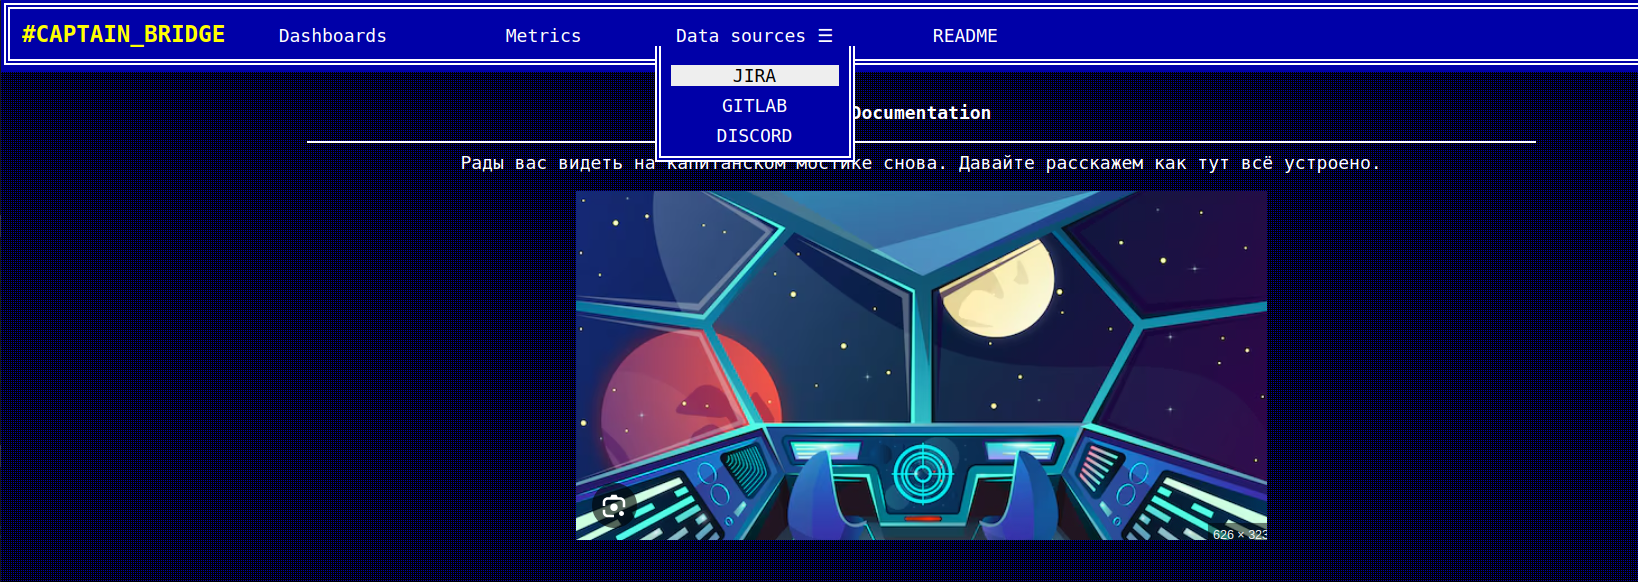 #CAPTAIN_BRIDGE Dashboards Metrics Data sources ☰ README
JIRA
GITLAB
DISCORD
Documentation
Рады вас видеть на капитанском мостике снова. Давайте расскажем как тут всё устроено.
626 × 323